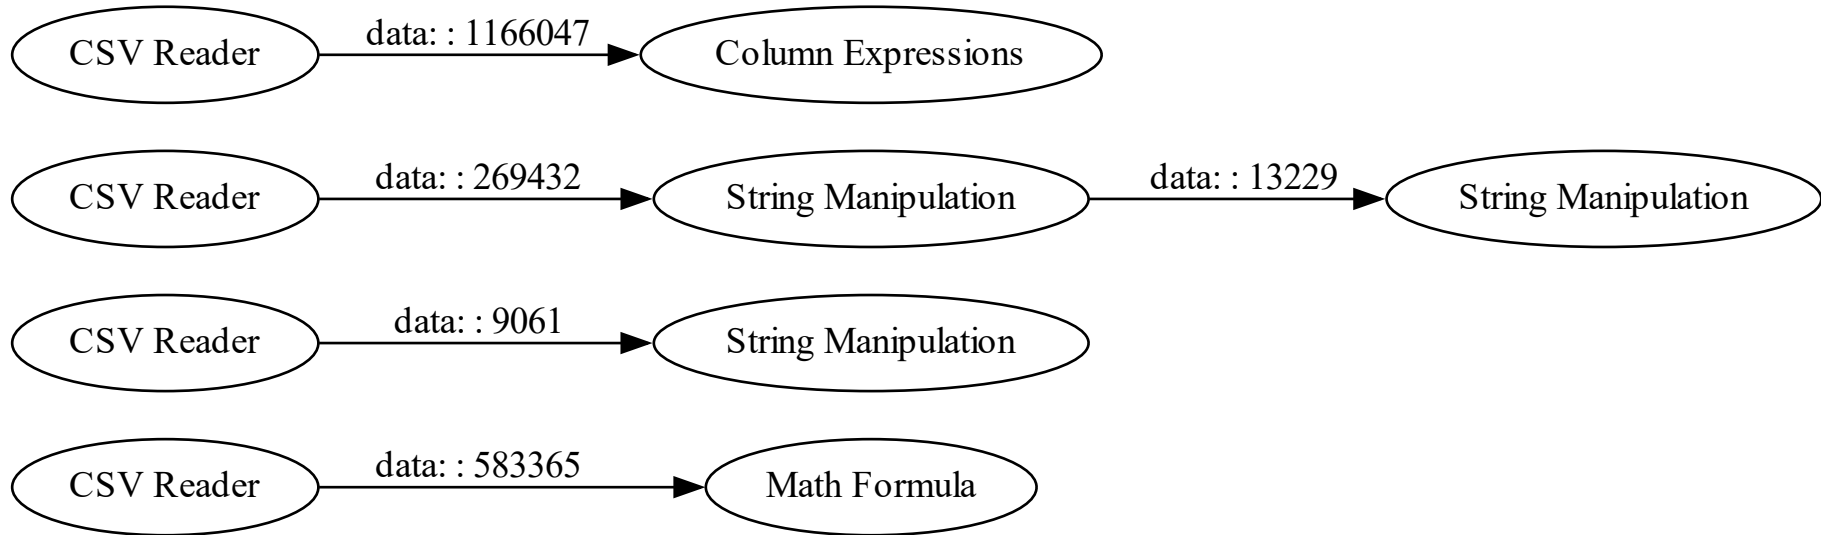 CSV Reader data: : 1166047 Column Expressions
CSV Reader data: : 269432 String Manipulation data: : 13229 String Manipulation
CSV Reader data: : 9061 String Manipulation
CSV Reader data: : 583365 Math Formula